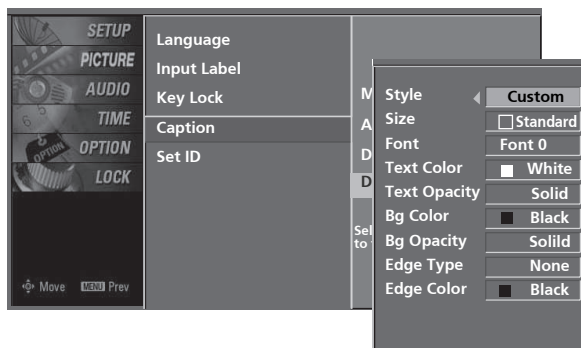 SETUP
PICTURE
AUDIO
TIME
OPTION
LOCK
Move MENU Prev
Language
Input Label
Key Lock
Caption
Set ID
M
A
D
D
Sel
to
Style Custom
Size Standard
Font Font 0
Text Color White
Text Opacity Solid
Bg Color Black
Bg Opacity Solild
Edge Type None
Edge Color Black